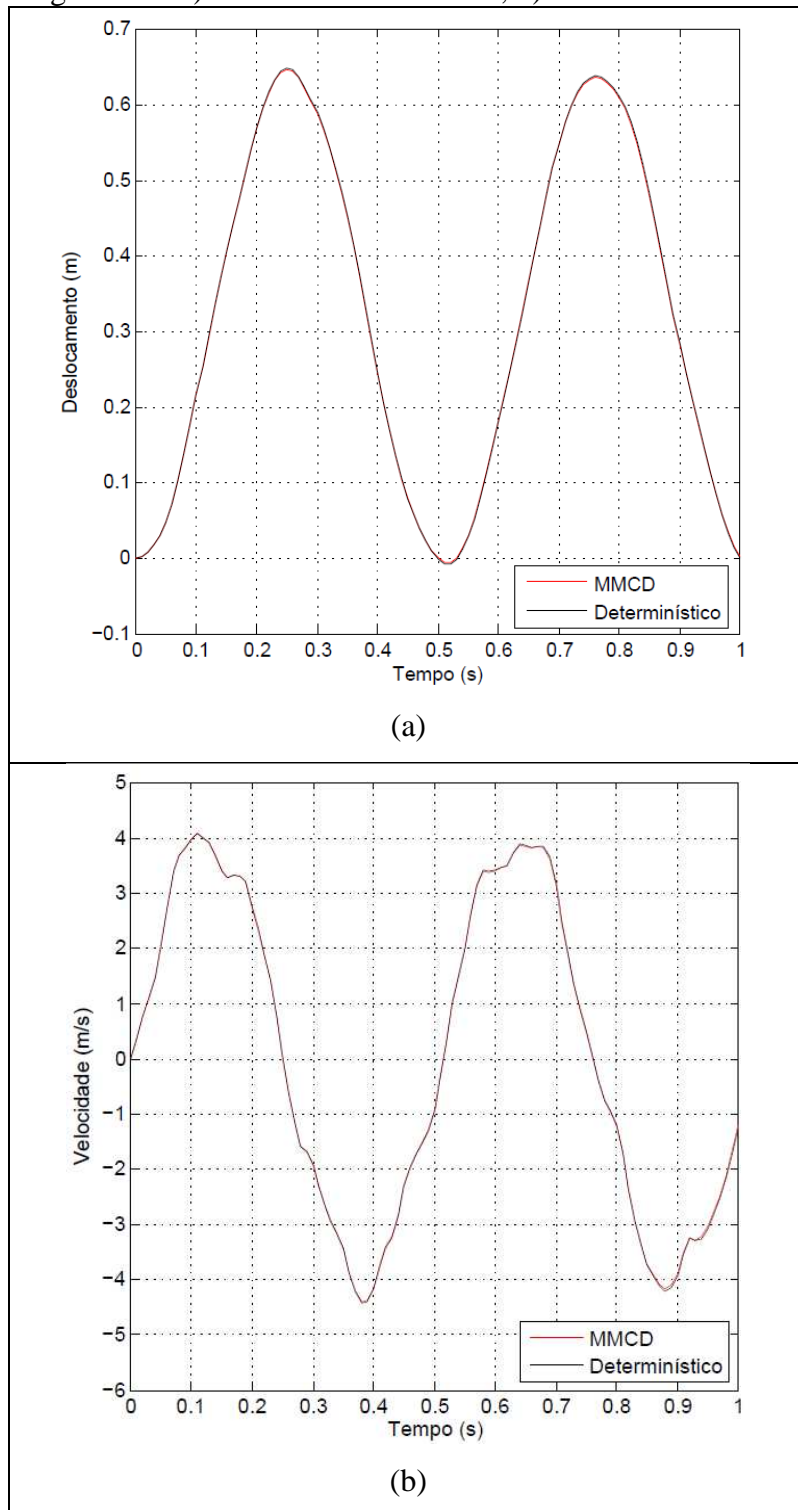 0.7
0.6
0.5
0.4
0.3
0.2
0.1
0
−0.1
Deslocamento (m)
0 0.1 0.2 0.3 0.4 0.5 0.6 0.7 0.8 0.9 1
Tempo (s)
MMCD
Determinístico
(a)
5
4
3
2
1
0
−1
−2
−3
−4
−5
−6
Velocidade (m/s)
0 0.1 0.2 0.3 0.4 0.5 0.6 0.7 0.8 0.9 1
Tempo (s)
MMCD
Determinístico
(b)